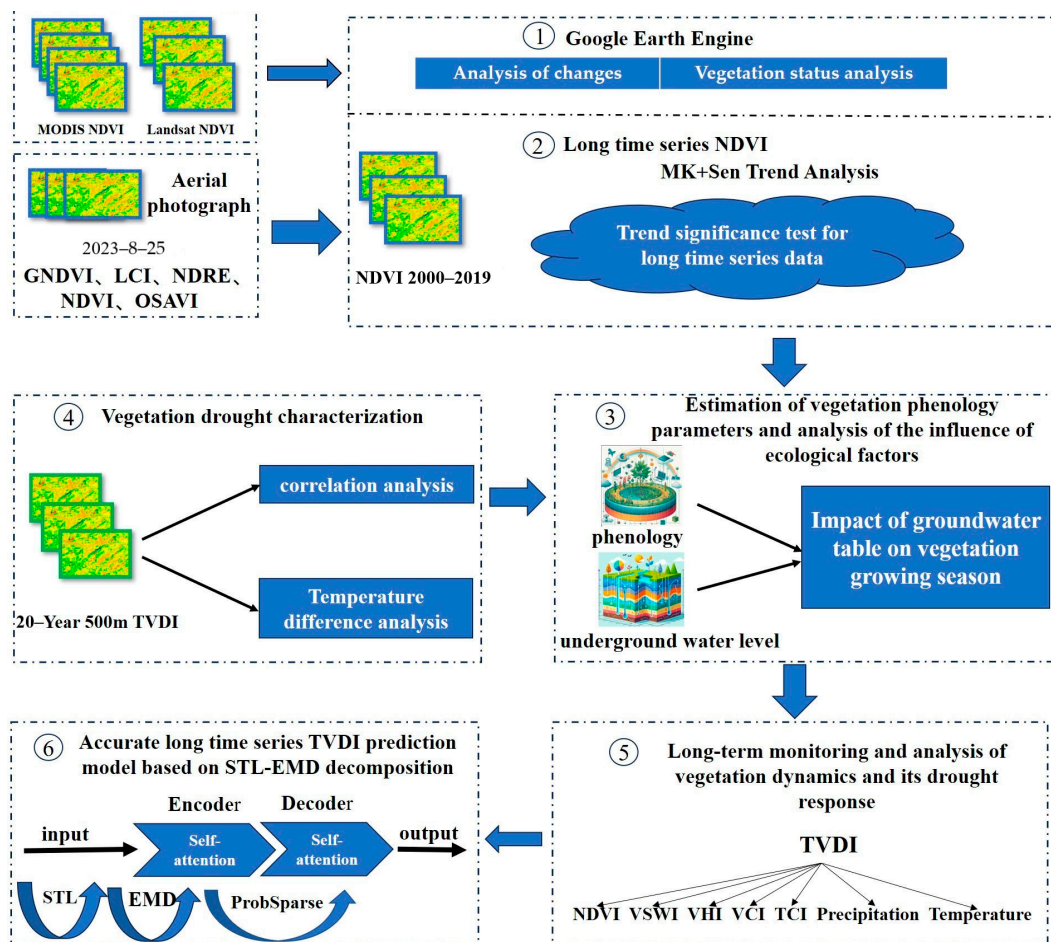 MODIS NDVI
Landsat NDVI
Aerial
photograph
2023–8–25
GNDVI、LCI、NDRE、
NDVI、OSAVI
① Google Earth Engine
Analysis of changes
Vegetation status analysis
② Long time series NDVI
MK+Sen Trend Analysis
Trend significance test for
long time series data
NDVI 2000–2019
④ Vegetation drought characterization
correlation analysis
Temperature
difference analysis
20–Year 500m TVDI
③ Estimation of vegetation phenology
parameters and analysis of the influence of
ecological factors
phenology
underground water level
Impact of groundwater
table on vegetation
growing season
⑥ Accurate long time series TVDI prediction
model based on STL-EMD decomposition
Encoder
Decoder
input
Self-
attention
Self-
attention
output
STL
EMD
ProbSparse
⑤ Long-term monitoring and analysis of
vegetation dynamics and its drought
response
TVDI
NDVI VSWI VHI VCI TCI Precipitation Temperature